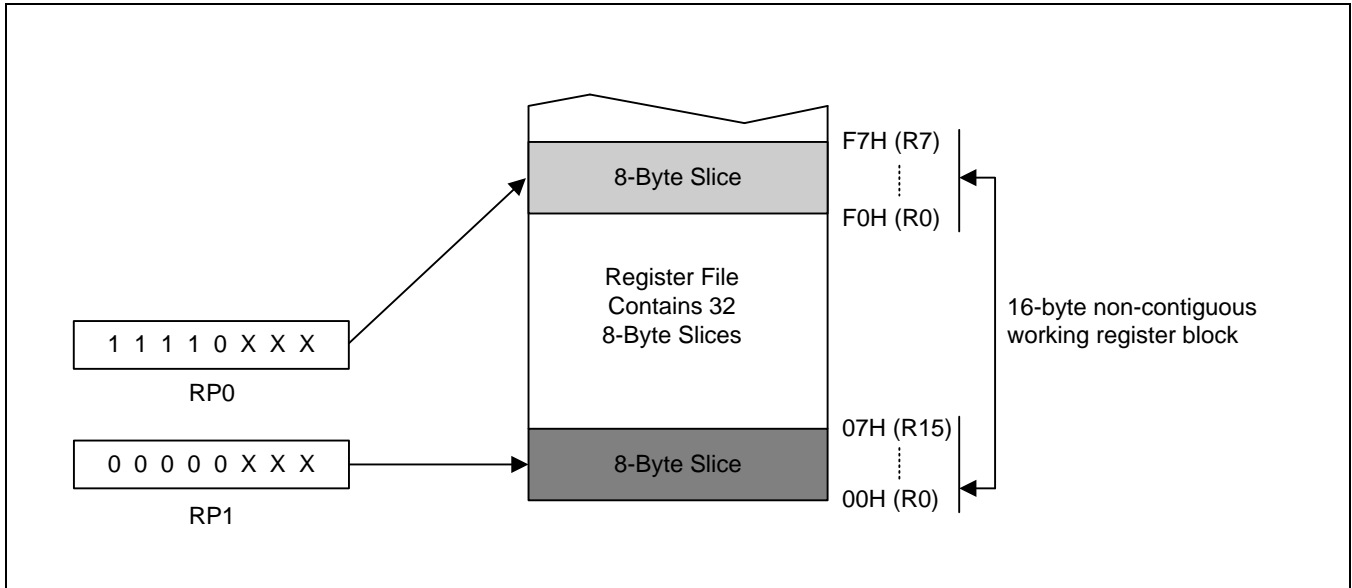 F7H (R7)
8-Byte Slice
F0H (R0)
Register File
Contains 32
8-Byte Slices
16-byte non-contiguous
working register block
1 1 1 1 0 X X X
RP0
07H (R15)
0 0 0 0 0 X X X
8-Byte Slice
00H (R0)
RP1